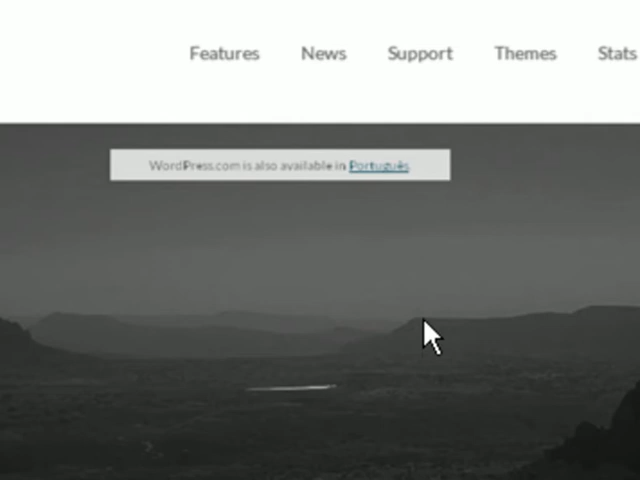 Features News Support Themes Stats
WordPress.com is also available in Português.